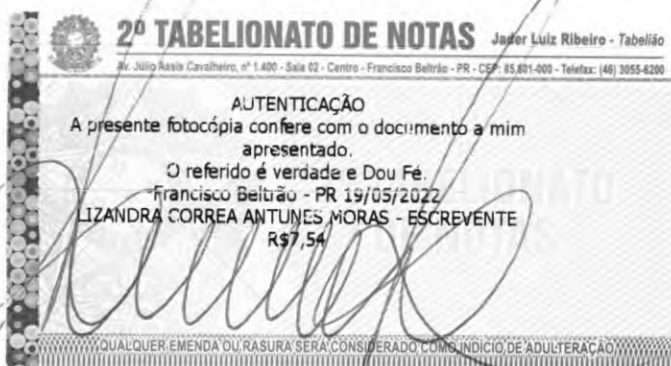 2º TABELIONATO DE NOTAS Jader Luiz Ribeiro - Tabelião
Av. Júlio Assis Cavalheiro, nº 1.400 - Sala 02 - Centro - Francisco Beltrão - PR - CEP: 85.601-000 - Telefax: (46) 3055-6200
AUTENTICAÇÃO
A presente fotocópia confere com o documento a mim
apresentado.
O referido é verdade e Dou Fé.
Francisco Beltrão - PR 19/05/2022
LIZANDRA CORREA ANTUNES MORAS - ESCREVENTE
R$7,54
QUALQUER EMENDA OU RASURA SERÁ CONSIDERADO COMO INDÍCIO DE ADULTERAÇÃO